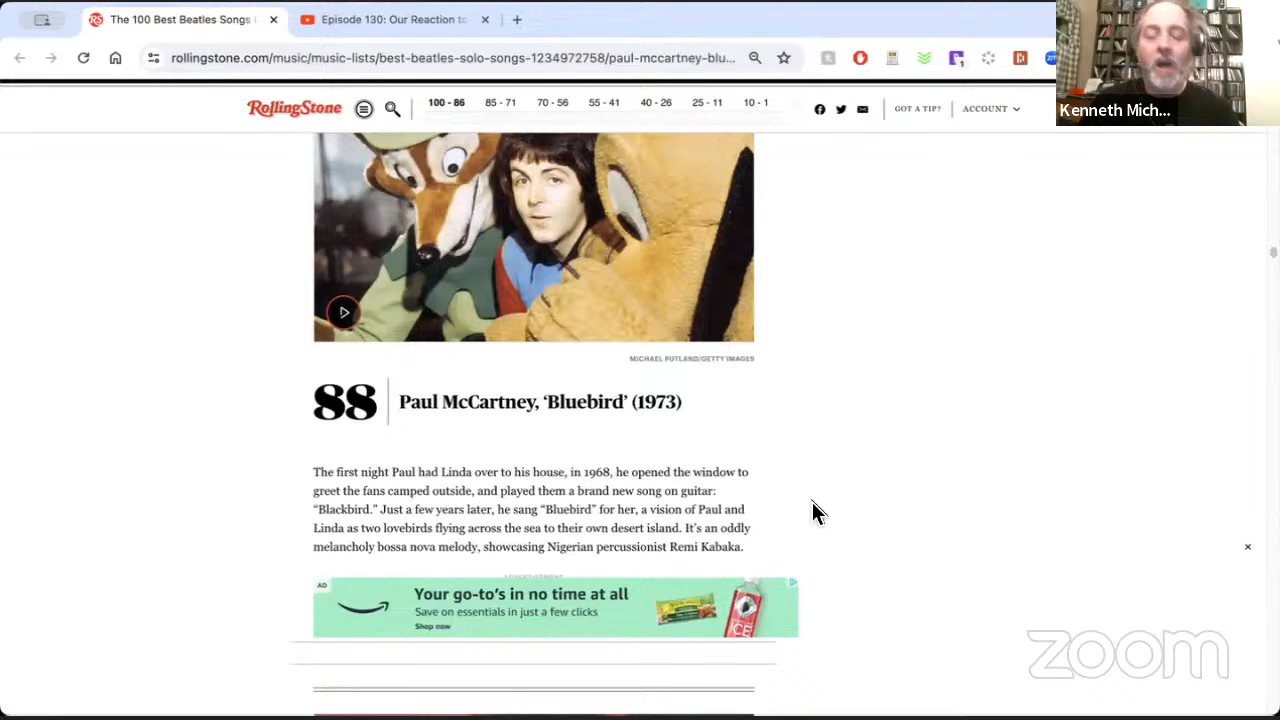 The 100 Best Beatles Songs
Episode 130: Our Reaction to
rollingstone.com/music/music-lists/best-beatles-solo-songs-1234972758/paul-mccartney-blu...
Kenneth Mich...
RollingStone
100 - 86
85 - 71
70 - 56
55 - 41
40 - 26
25 - 11
10 - 1
GOT A TIP?
ACCOUNT
MICHAEL PUTLAND/GETTY IMAGES
88
Paul McCartney, ‘Bluebird’ (1973)
The first night Paul had Linda over to his house, in 1968, he opened the window to
greet the fans camped outside, and played them a brand new song on guitar:
“Blackbird.” Just a few years later, he sang “Bluebird” for her, a vision of Paul and
Linda as two lovebirds flying across the sea to their own desert island. It’s an oddly
melancholy bossa nova melody, showcasing Nigerian percussionist Remi Kabaka.
ADVERTISEMENT
AD
Your go-to’s in no time at all
Save on essentials in just a few clicks
Shop now
ICE
zoom